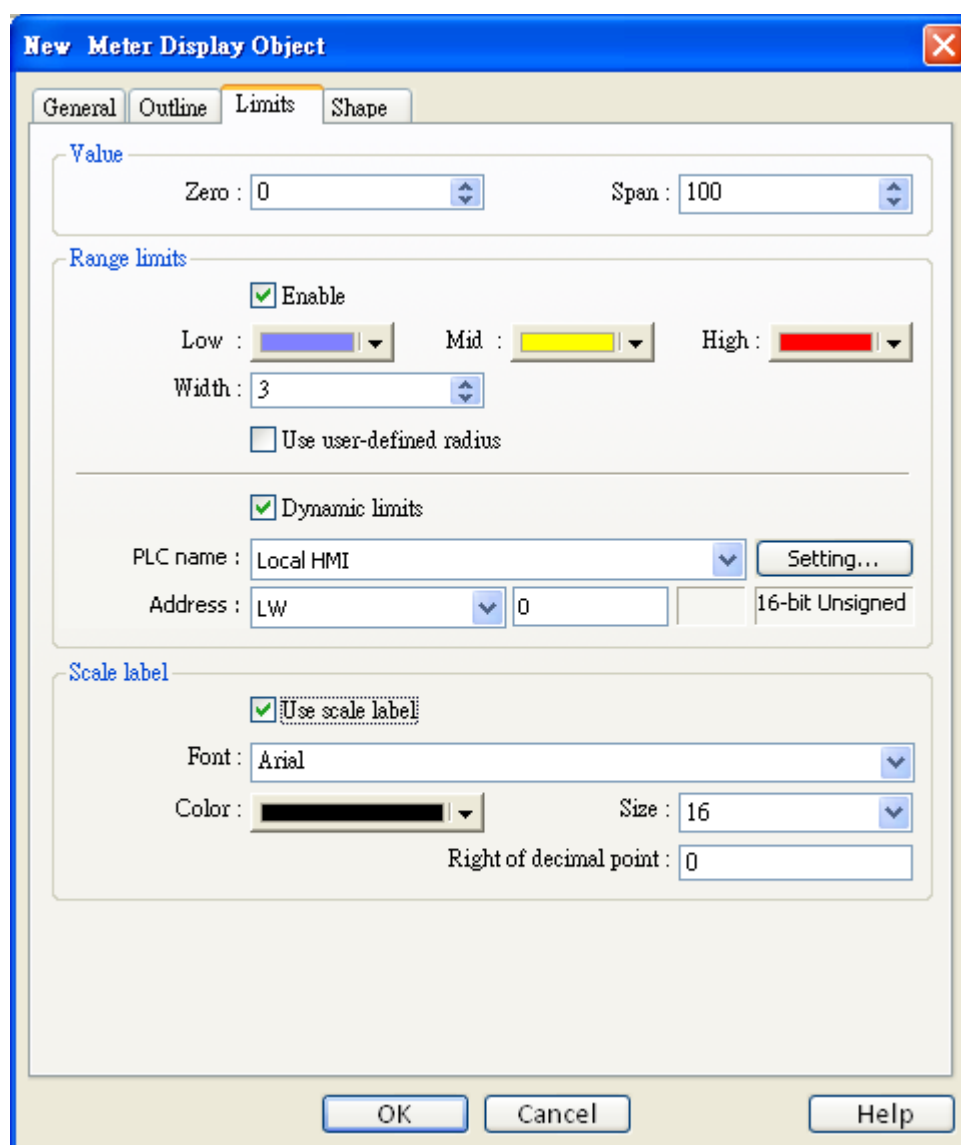 New Meter Display Object
General Outline Limits Shape
Value
Zero : 0 Span : 100
Range limits
Enable
Low : Mid : High :
Width : 3
Use user-defined radius
Dynamic limits
PLC name : Local HMI Setting...
Address : LW 0 16-bit Unsigned
Scale label
Use scale label
Font : Arial
Color : Size : 16
Right of decimal point : 0
OK Cancel Help